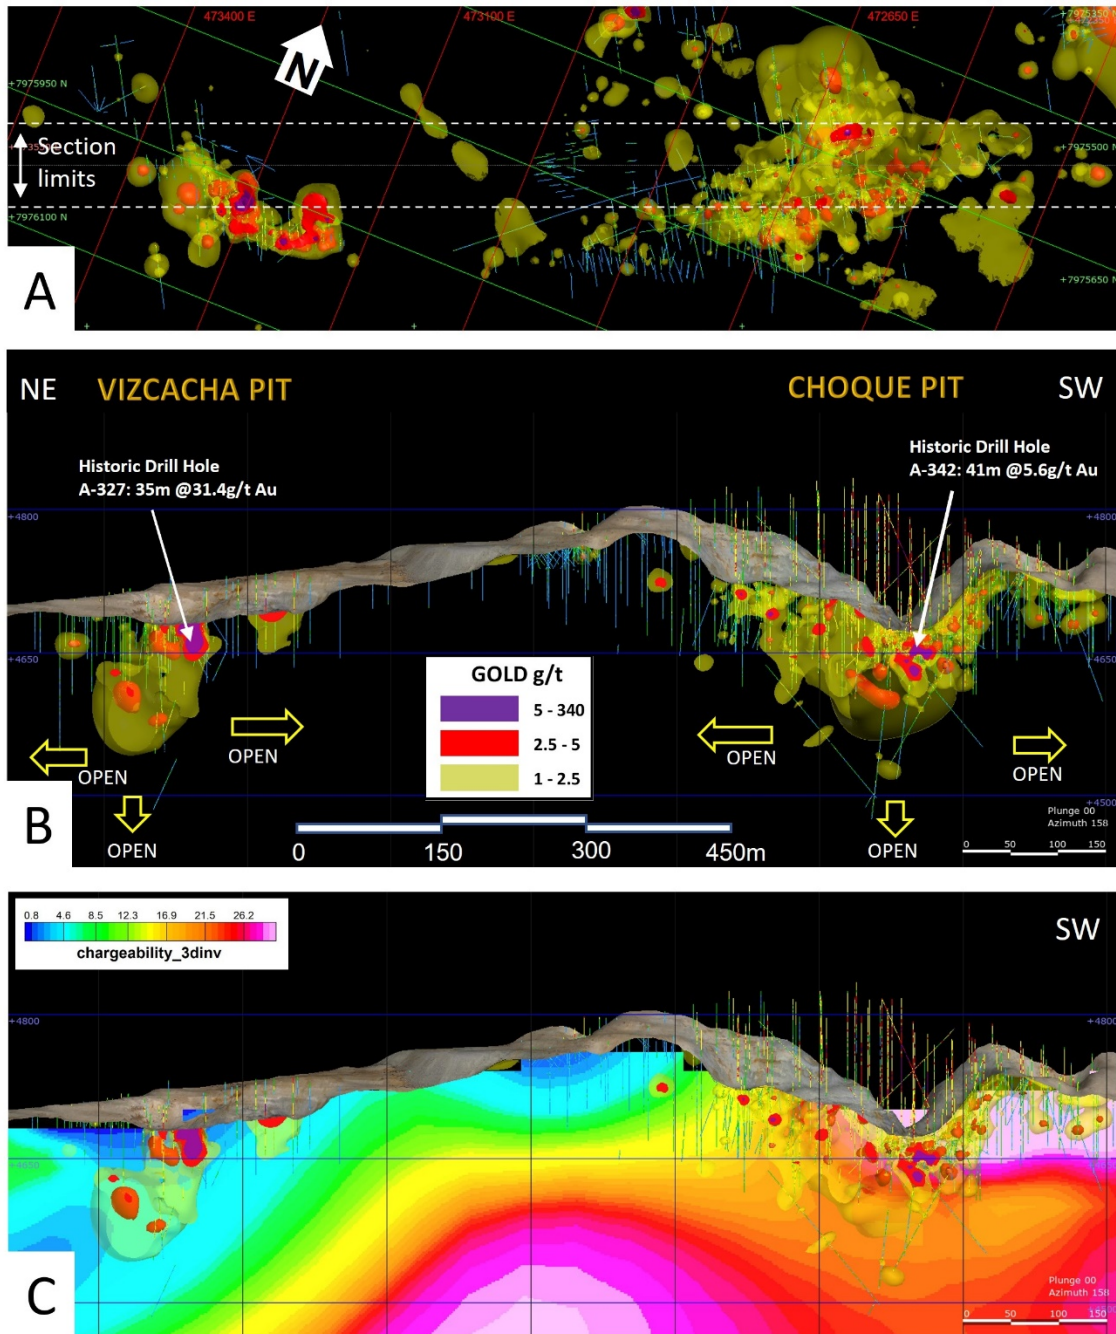 473400 E
473100 E
472650 E
7975350 N
+7975950 N
N
Section
limits
+7975500 N
+7976100 N
+7975650 N
A
NE
VIZCACHA PIT
CHOQUE PIT
SW
Historic Drill Hole
A-327: 35m @31.4g/t Au
Historic Drill Hole
A-342: 41m @5.6g/t Au
+4800
+4800
+4650
+4650
GOLD g/t
5 - 340
2.5 - 5
1 - 2.5
OPEN
OPEN
OPEN
OPEN
+4500
B
OPEN
OPEN
0
150
300
450m
Plunge 00
Azimuth 158
0
50
100
150
0.8
4.6
8.5
12.3
16.9
21.5
26.2
chargeability_3dinv
SW
+4800
+4800
+4650
+4650
C
Plunge 00
Azimuth 158
0
50
100
150